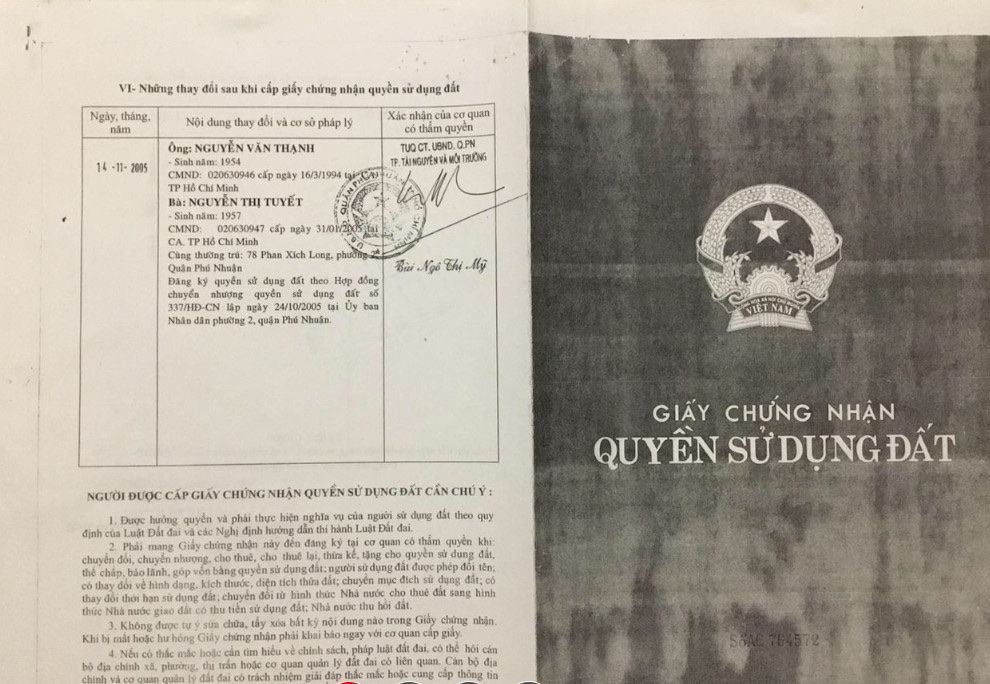 VI- Những thay đổi sau khi cấp giấy chứng nhận quyền sử dụng đất
Ngày, tháng, năm
Nội dung thay đổi và cơ sở pháp lý
Xác nhận của cơ quan có thẩm quyền
14 -11- 2005
Ông: NGUYỄN VĂN THẠNH
- Sinh năm: 1954
CMND: 020630946 cấp ngày 16/3/1994 tại
TP Hồ Chí Minh
Bà: NGUYỄN THỊ TUYẾT
- Sinh năm: 1957
CMND: 020630947 cấp ngày 31/01/2005 tại
CA. TP Hồ Chí Minh
Cùng thường trú: 78 Phan Xích Long, phường 2
Quận Phú Nhuận
Đăng ký quyền sử dụng đất theo Hợp đồng
chuyển nhượng quyền sử dụng đất số
337/HĐ-CN lập ngày 24/10/2005 tại Ủy ban
Nhân dân phường 2, quận Phú Nhuận.
TUQ CT. UBND. Q.PN
TP. TÀI NGUYÊN VÀ MÔI TRƯỜNG
Bùi Ngô Thị Mỹ
NGƯỜI ĐƯỢC CẤP GIẤY CHỨNG NHẬN QUYỀN SỬ DỤNG ĐẤT CẦN CHÚ Ý :
1. Được hưởng quyền và phải thực hiện nghĩa vụ của người sử dụng đất theo quy
định của Luật Đất đai và các Nghị định hướng dẫn thi hành Luật Đất đai.
2. Phải mang Giấy chứng nhận này đến đăng ký tại cơ quan có thẩm quyền khi:
chuyển đổi, chuyển nhượng, cho thuê, cho thuê lại, thừa kế, tặng cho quyền sử dụng đất,
thế chấp, bảo lãnh, góp vốn bằng quyền sử dụng đất; người sử dụng đất được phép đổi tên;
có thay đổi về hình dạng, kích thước, diện tích thửa đất; chuyển mục đích sử dụng đất; có
thay đổi thời hạn sử dụng đất; chuyển đổi từ hình thức Nhà nước cho thuê đất sang hình
thức Nhà nước giao đất có thu tiền sử dụng đất; Nhà nước thu hồi đất.
3. Không được tự ý sửa chữa, tẩy xóa bất kỳ nội dung nào trong Giấy chứng nhận.
Khi bị mất hoặc hư hỏng Giấy chứng nhận phải khai báo ngay với cơ quan cấp giấy.
4. Nếu có thắc mắc hoặc cần tìm hiểu về chính sách, pháp luật đất đai, có thể hỏi cán
bộ địa chính xã, phường, thị trấn hoặc cơ quan quản lý đất đai có liên quan. Cán bộ địa
chính và cơ quan quản lý đất đai có trách nhiệm giải đáp thắc mắc hoặc cung cấp thông tin
VIỆT NAM
GIẤY CHỨNG NHẬN
QUYỀN SỬ DỤNG ĐẤT